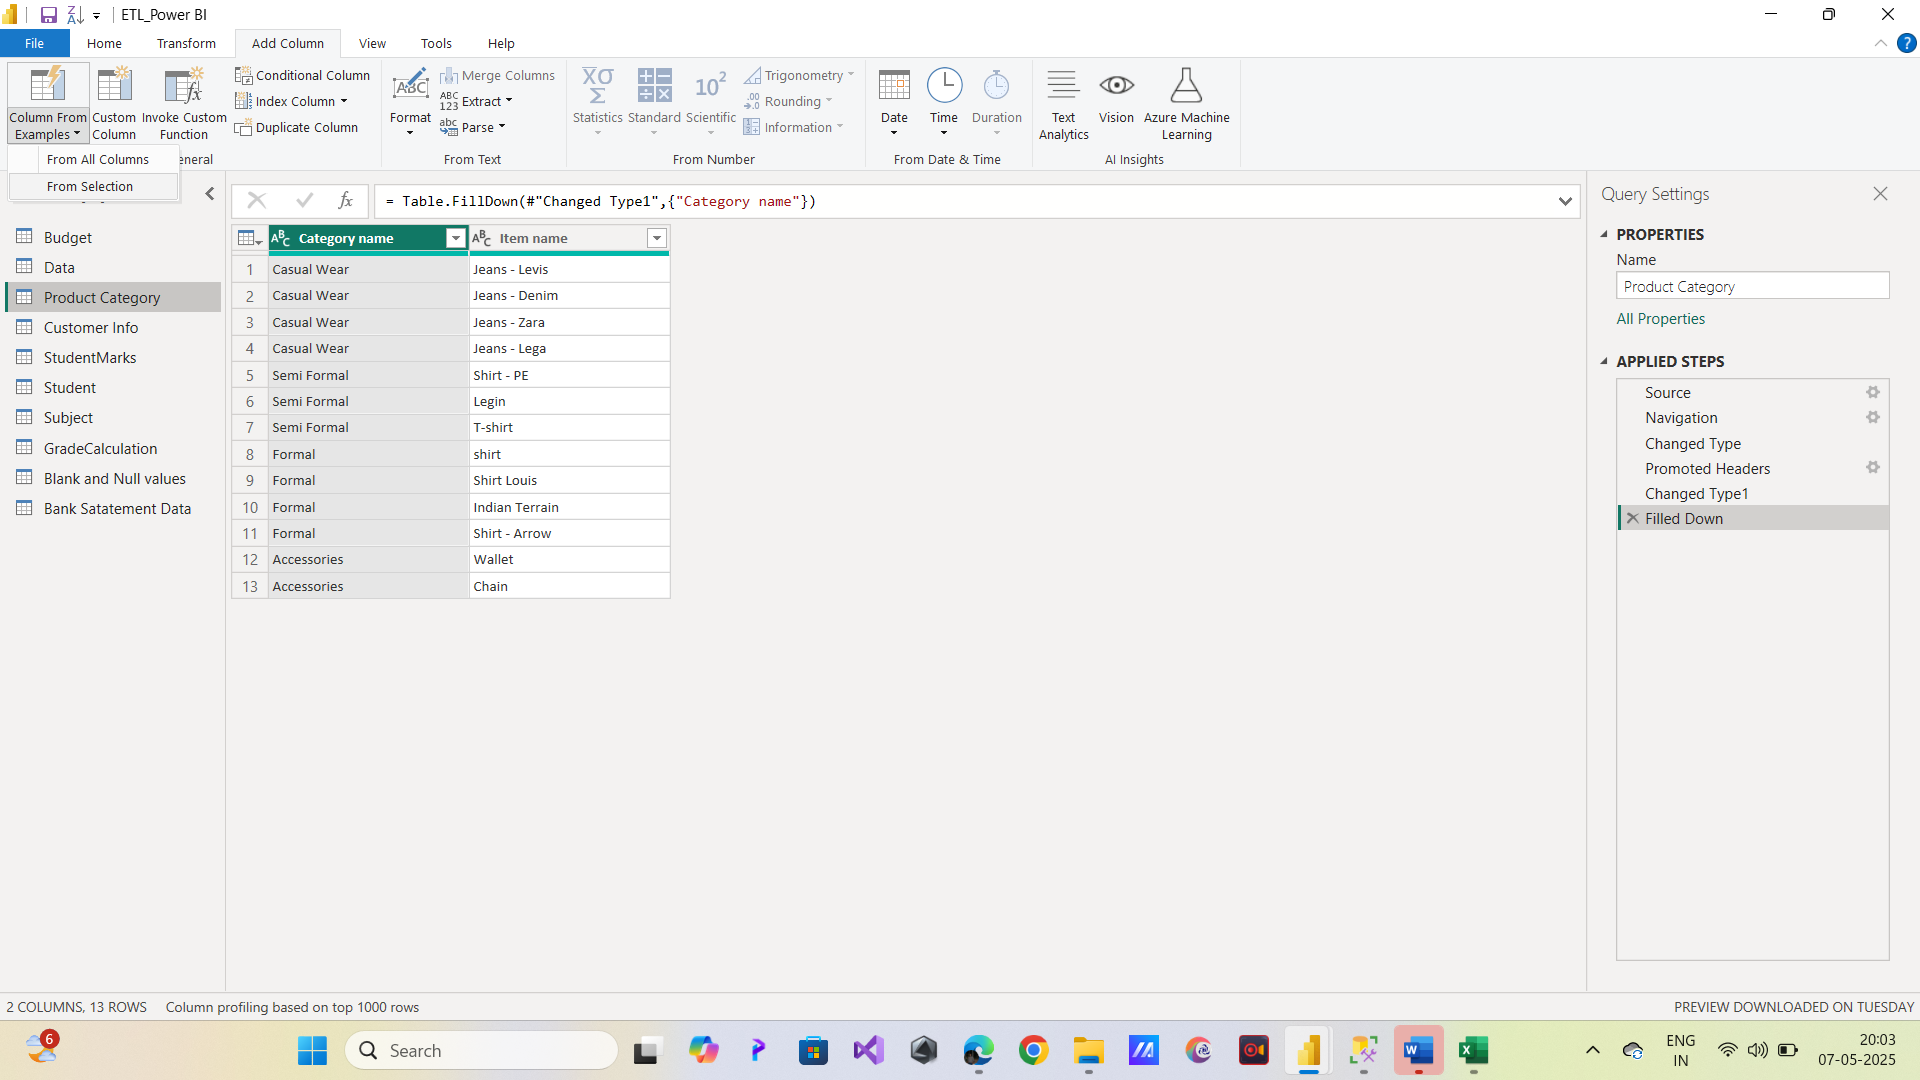 ETL_Power BI
File Home Transform Add Column View Tools Help
Column From Examples
Custom Column
Invoke Custom Function
Conditional Column
Index Column
Duplicate Column
Format
Merge Columns
Extract
Parse
Statistics Standard Scientific
Trigonometry
Rounding
Information
Date Time Duration
Text Analytics
Vision
Azure Machine Learning
From All Columns
From Selection
eneral
From Text
From Number
From Date & Time
AI Insights
= Table.FillDown(#"Changed Type1",{"Category name"})
Budget
Data
Product Category
Customer Info
StudentMarks
Student
Subject
GradeCalculation
Blank and Null values
Bank Satatement Data
Category name Item name
1 Casual Wear Jeans - Levis
2 Casual Wear Jeans - Denim
3 Casual Wear Jeans - Zara
4 Casual Wear Jeans - Lega
5 Semi Formal Shirt - PE
6 Semi Formal Legin
7 Semi Formal T-shirt
8 Formal shirt
9 Formal Shirt Louis
10 Formal Indian Terrain
11 Formal Shirt - Arrow
12 Accessories Wallet
13 Accessories Chain
Query Settings
PROPERTIES
Name
Product Category
All Properties
APPLIED STEPS
Source
Navigation
Changed Type
Promoted Headers
Changed Type1
Filled Down
2 COLUMNS, 13 ROWS Column profiling based on top 1000 rows
PREVIEW DOWNLOADED ON TUESDAY
6
Search
ENG
IN
20:03
07-05-2025